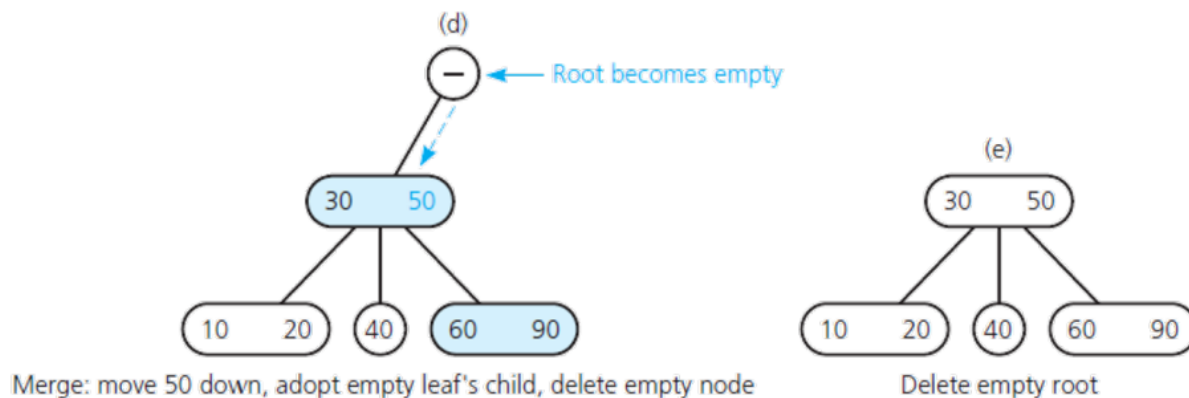 (d)
– Root becomes empty
(e)
30 50 30 50
10 20 40 60 90 10 20 40 60 90
Merge: move 50 down, adopt empty leaf's child, delete empty node Delete empty root